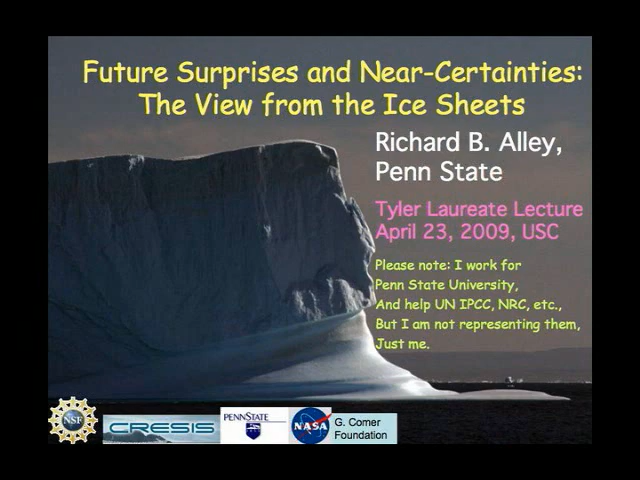 Future Surprises and Near-Certainties:
The View from the Ice Sheets
Richard B. Alley,
Penn State
Tyler Laureate Lecture
April 23, 2009, USC
Please note: I work for
Penn State University,
And help UN IPCC, NRC, etc.,
But I am not representing them,
Just me.
NSF
CReSIS
PENNSTATE
NASA
G. Comer
Foundation